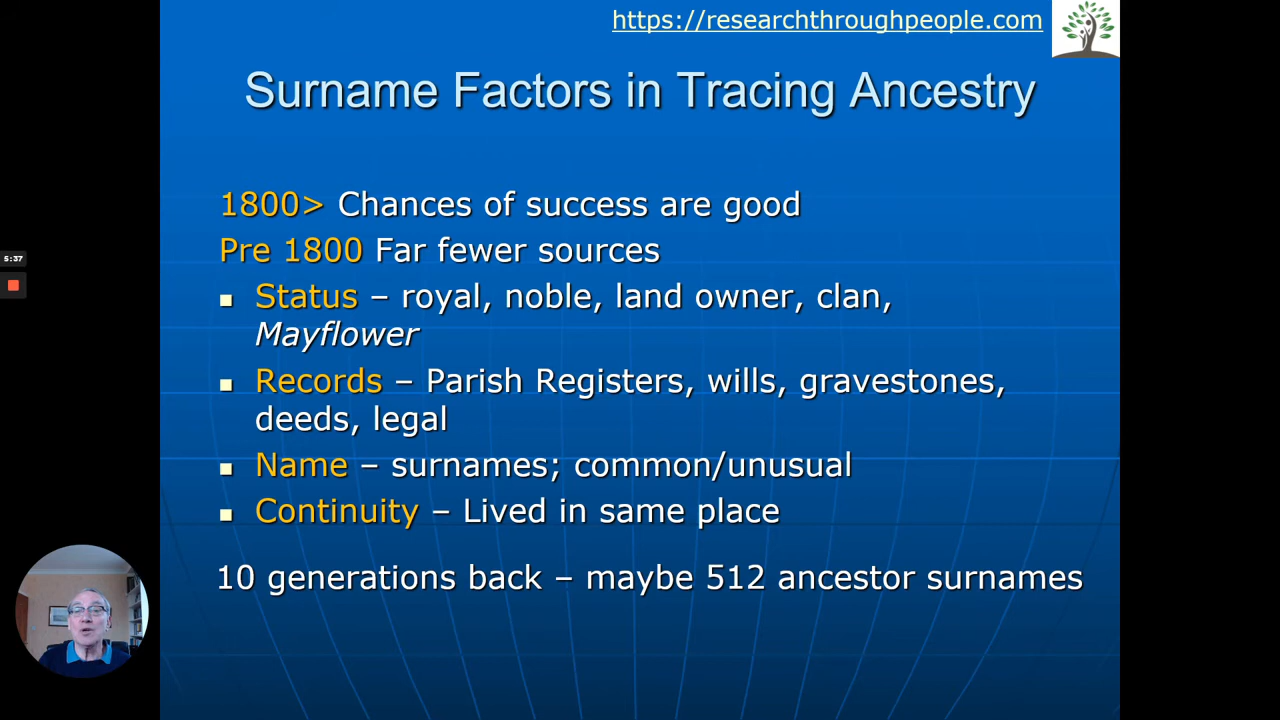 https://researchthroughpeople.com
Surname Factors in Tracing Ancestry
1800> Chances of success are good
Pre 1800 Far fewer sources
Status – royal, noble, land owner, clan,
Mayflower
Records – Parish Registers, wills, gravestones,
deeds, legal
Name – surnames; common/unusual
Continuity – Lived in same place
10 generations back – maybe 512 ancestor surnames
5:37